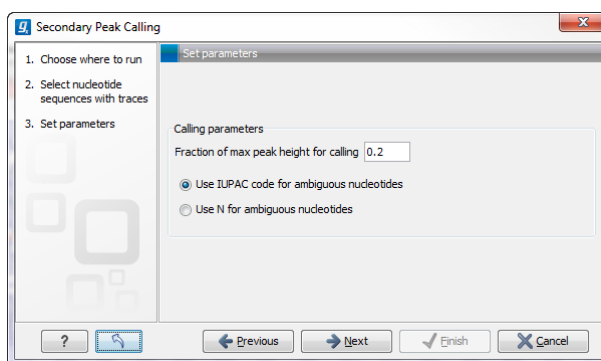 Secondary Peak Calling
1. Choose where to run
2. Select nucleotide
sequences with traces
3. Set parameters
Set parameters
Calling parameters
Fraction of max peak height for calling 0.2
Use IUPAC code for ambiguous nucleotides
Use N for ambiguous nucleotides
? Previous Next Finish Cancel